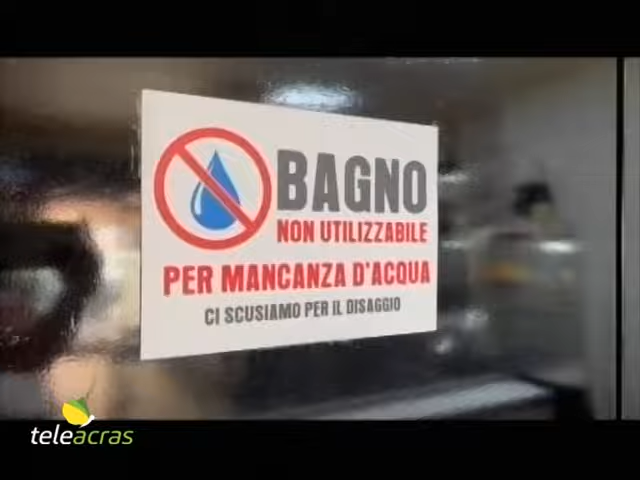 BAGNO
NON UTILIZZABILE
PER MANCANZA D'ACQUA
CI SCUSIAMO PER IL DISAGGIO
teleacras